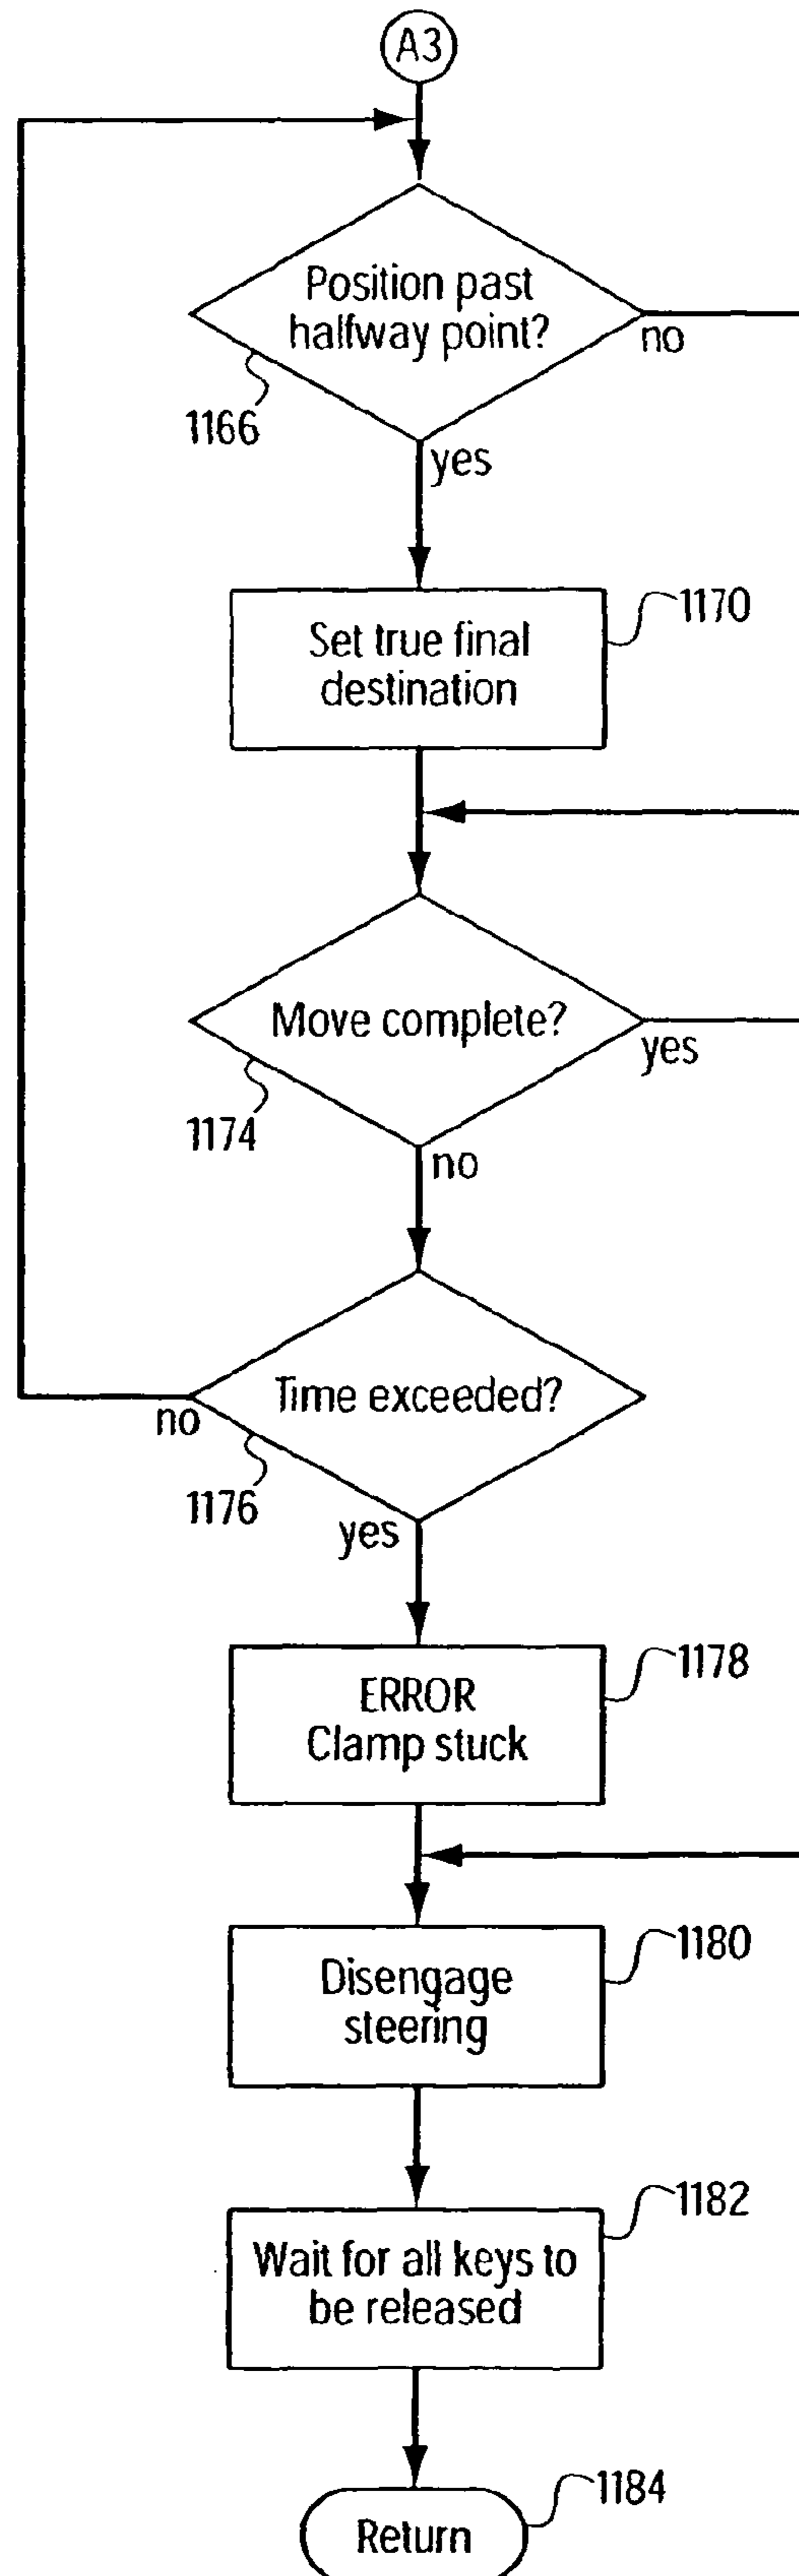 A3
Position past
halfway point?
no
1166
yes
1170
Set true final
destination
Move complete?
yes
1174
no
Time exceeded?
no
1176
yes
1178
ERROR
Clamp stuck
1180
Disengage
steering
1182
Wait for all keys to
be released
1184
Return